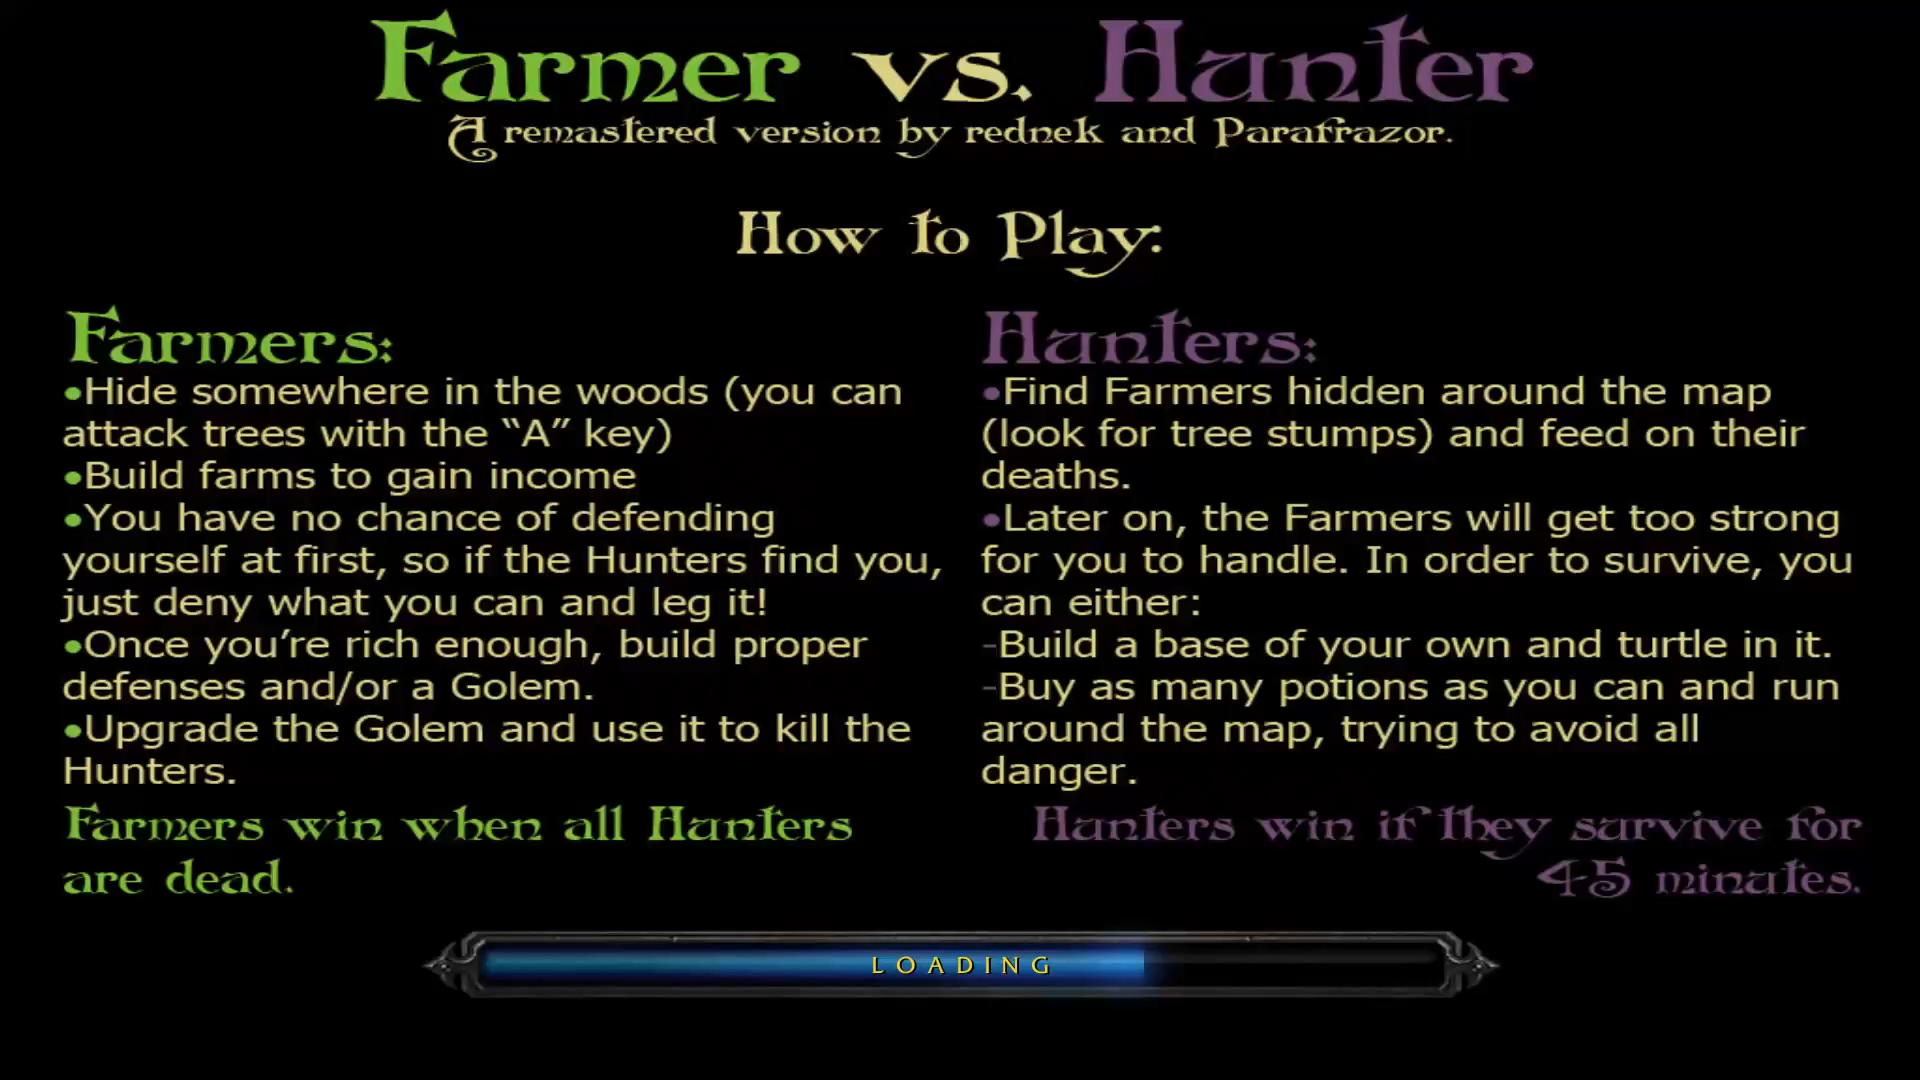 Farmer vs. Hunter
A remastered version by rednek and Parafrazor.
How to Play:
Farmers:
•Hide somewhere in the woods (you can
attack trees with the “A” key)
•Build farms to gain income
•You have no chance of defending
yourself at first, so if the Hunters find you,
just deny what you can and leg it!
•Once you’re rich enough, build proper
defenses and/or a Golem.
•Upgrade the Golem and use it to kill the
Hunters.
Farmers win when all Hunters
are dead.
Hunters:
•Find Farmers hidden around the map
(look for tree stumps) and feed on their
deaths.
•Later on, the Farmers will get too strong
for you to handle. In order to survive, you
can either:
-Build a base of your own and turtle in it.
-Buy as many potions as you can and run
around the map, trying to avoid all
danger.
Hunters win if they survive for
45 minutes.
LOADING